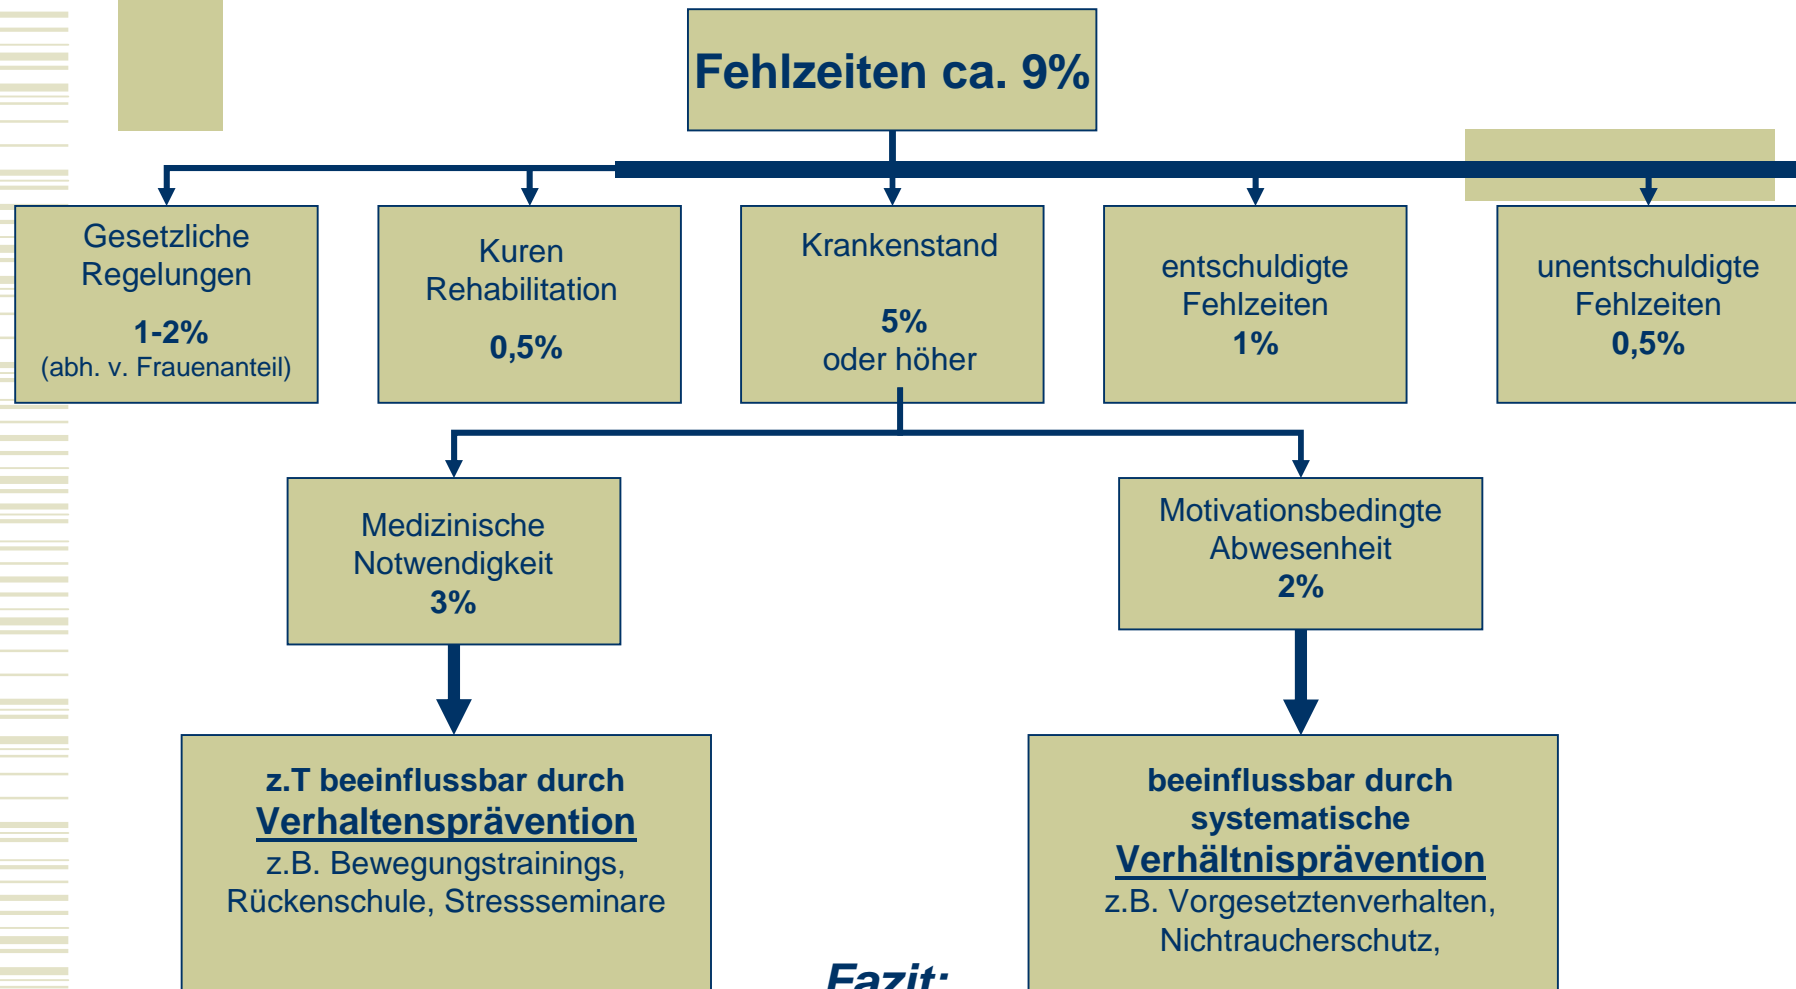 Fehlzeiten ca. 9%
Gesetzliche
Regelungen
1-2%
(abh. v. Frauenanteil)
Kuren
Rehabilitation
0,5%
Krankenstand
5%
oder höher
entschuldigte
Fehlzeiten
1%
unentschuldigte
Fehlzeiten
0,5%
Medizinische
Notwendigkeit
3%
Motivationsbedingte
Abwesenheit
2%
z.T beeinflussbar durch
Verhaltensprävention
z.B. Bewegungstrainings,
Rückenschule, Stressseminare
beeinflussbar durch
systematische
Verhältnisprävention
z.B. Vorgesetztenverhalten,
Nichtraucherschutz,
Fazit: